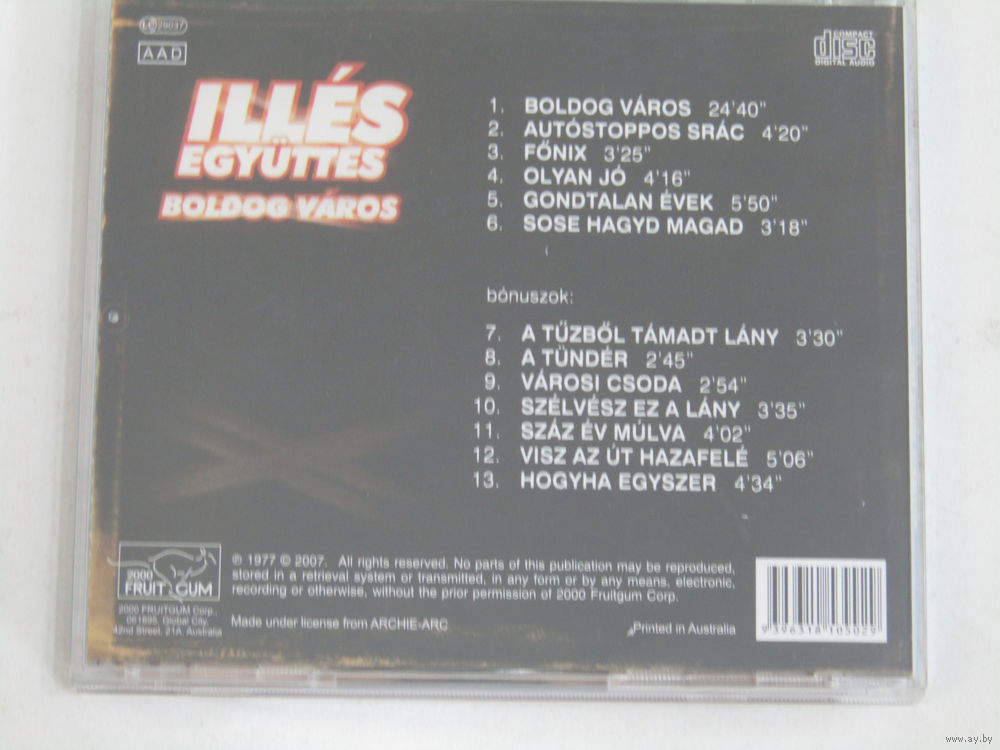 LC 29037
AAD
COMPACT
disc
DIGITAL AUDIO
ILLÉS
EGYÜTTES
BOLDOG VÁROS
1. BOLDOG VÁROS 24'40"
2. AUTÓSTOPPOS SRÁC 4'20"
3. FŐNIX 3'25"
4. OLYAN JÓ 4'16"
5. GONDTALAN ÉVEK 5'50"
6. SOSE HAGYD MAGAD 3'18"
bónuszok:
7. A TŰZBŐL TÁMADT LÁNY 3'30"
8. A TÜNDÉR 2'45"
9. VÁROSI CSODA 2'54"
10. SZÉLVÉSZ EZ A LÁNY 3'35"
11. SZÁZ ÉV MÚLVA 4'02"
12. VISZ AZ ÚT HAZAFELÉ 5'06"
13. HOGYHA EGYSZER 4'34"
2000
FRUITGUM
2000 FRUITGUM Corp.,
061895, Global City,
42nd Street, 21A, Australia
℗ 1977 © 2007. All rights reserved. No parts of this publication may be reproduced,
stored in a retrieval system or transmitted, in any form or by any means, electronic,
recording or otherwise, without the prior permission of 2000 Fruitgum Corp.
Made under license from ARCHIE-ARC
Printed in Australia
9 396318 103029
www.ay.by